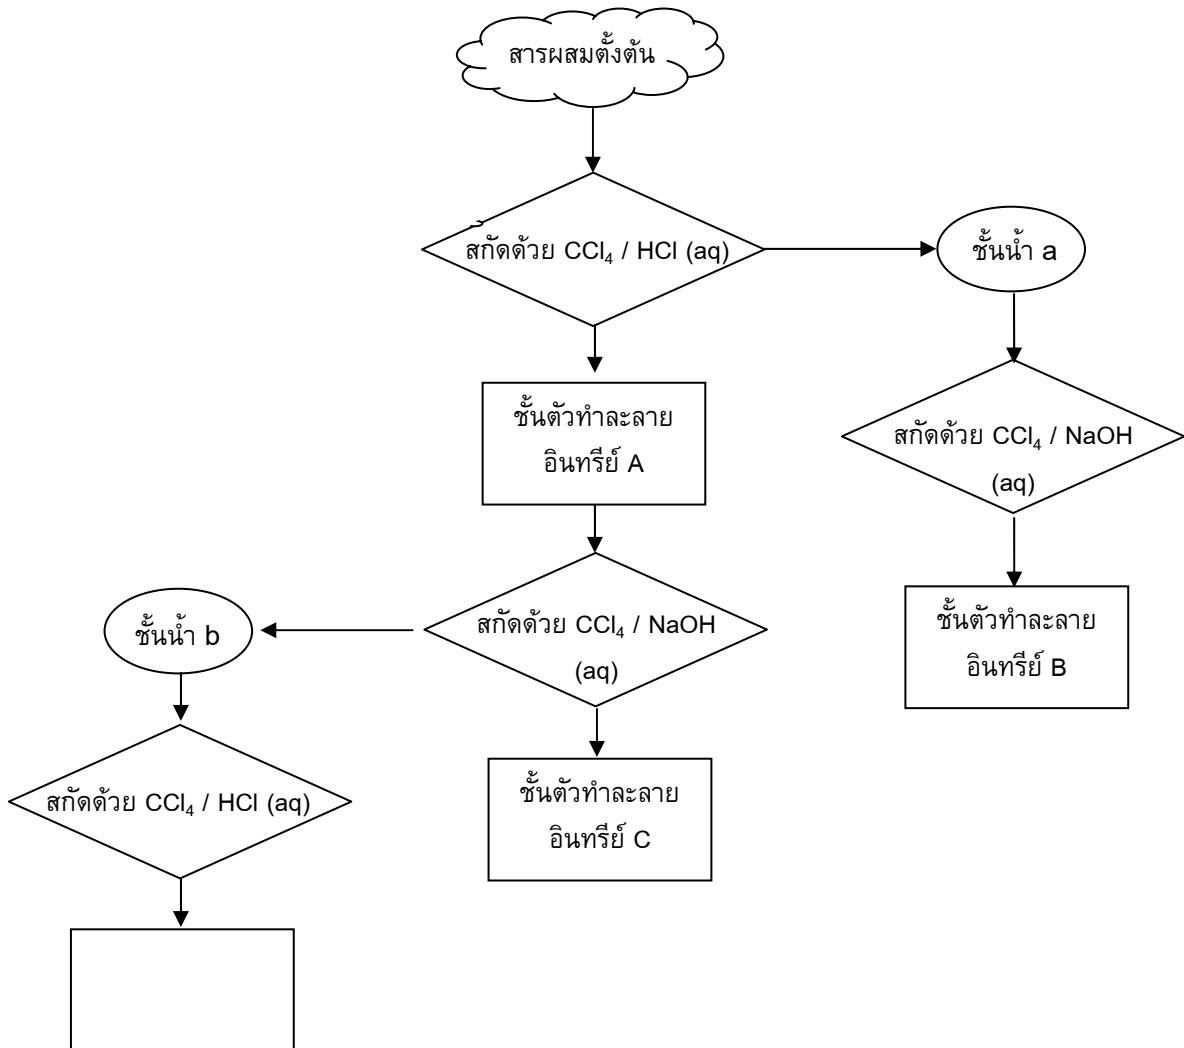 สารผสมตั้งต้น
สกัดด้วย CCl₄ / HCl (aq)
ชั้นน้ำ a
ชั้นตัวทำละลาย
อินทรีย์ A
สกัดด้วย CCl₄ / NaOH
(aq)
ชั้นน้ำ b
สกัดด้วย CCl₄ / NaOH
(aq)
ชั้นตัวทำละลาย
อินทรีย์ B
สกัดด้วย CCl₄ / HCl (aq)
ชั้นตัวทำละลาย
อินทรีย์ C